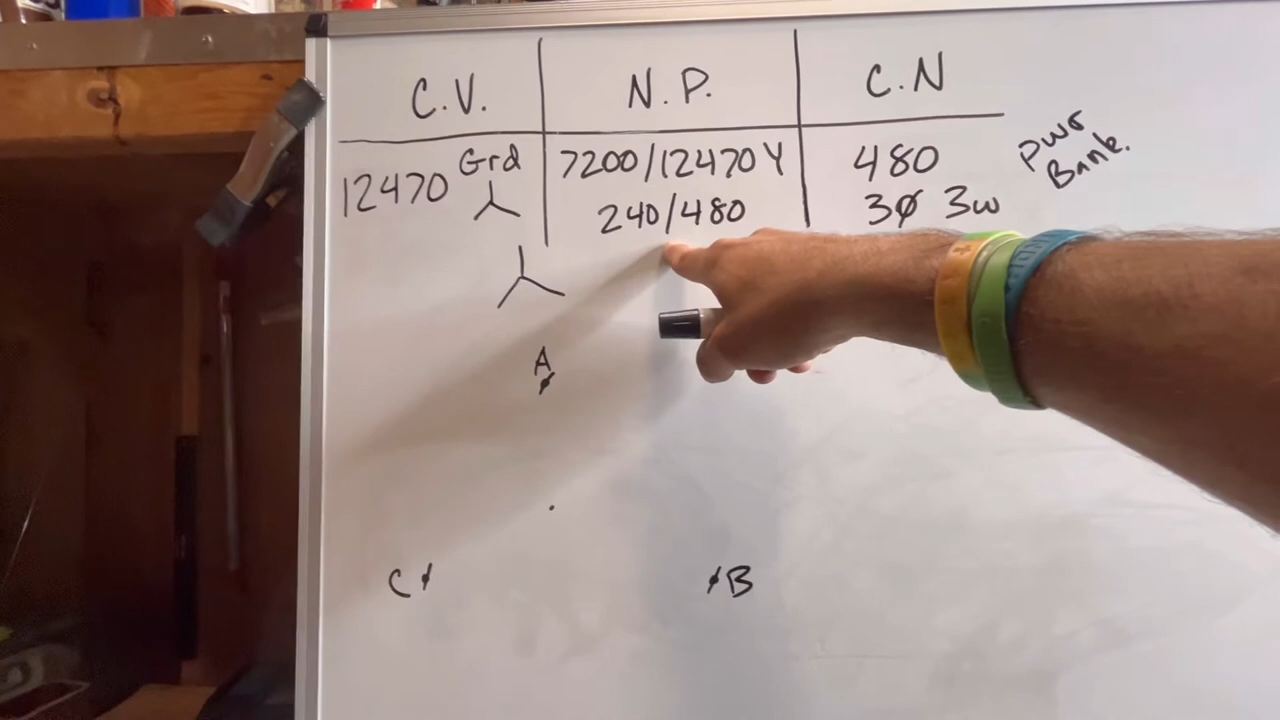 C.V. N.P. C.N
12470 Grd 7200/12470Y 480 pwr Bank.
240/480 3ø 3w
A
C B